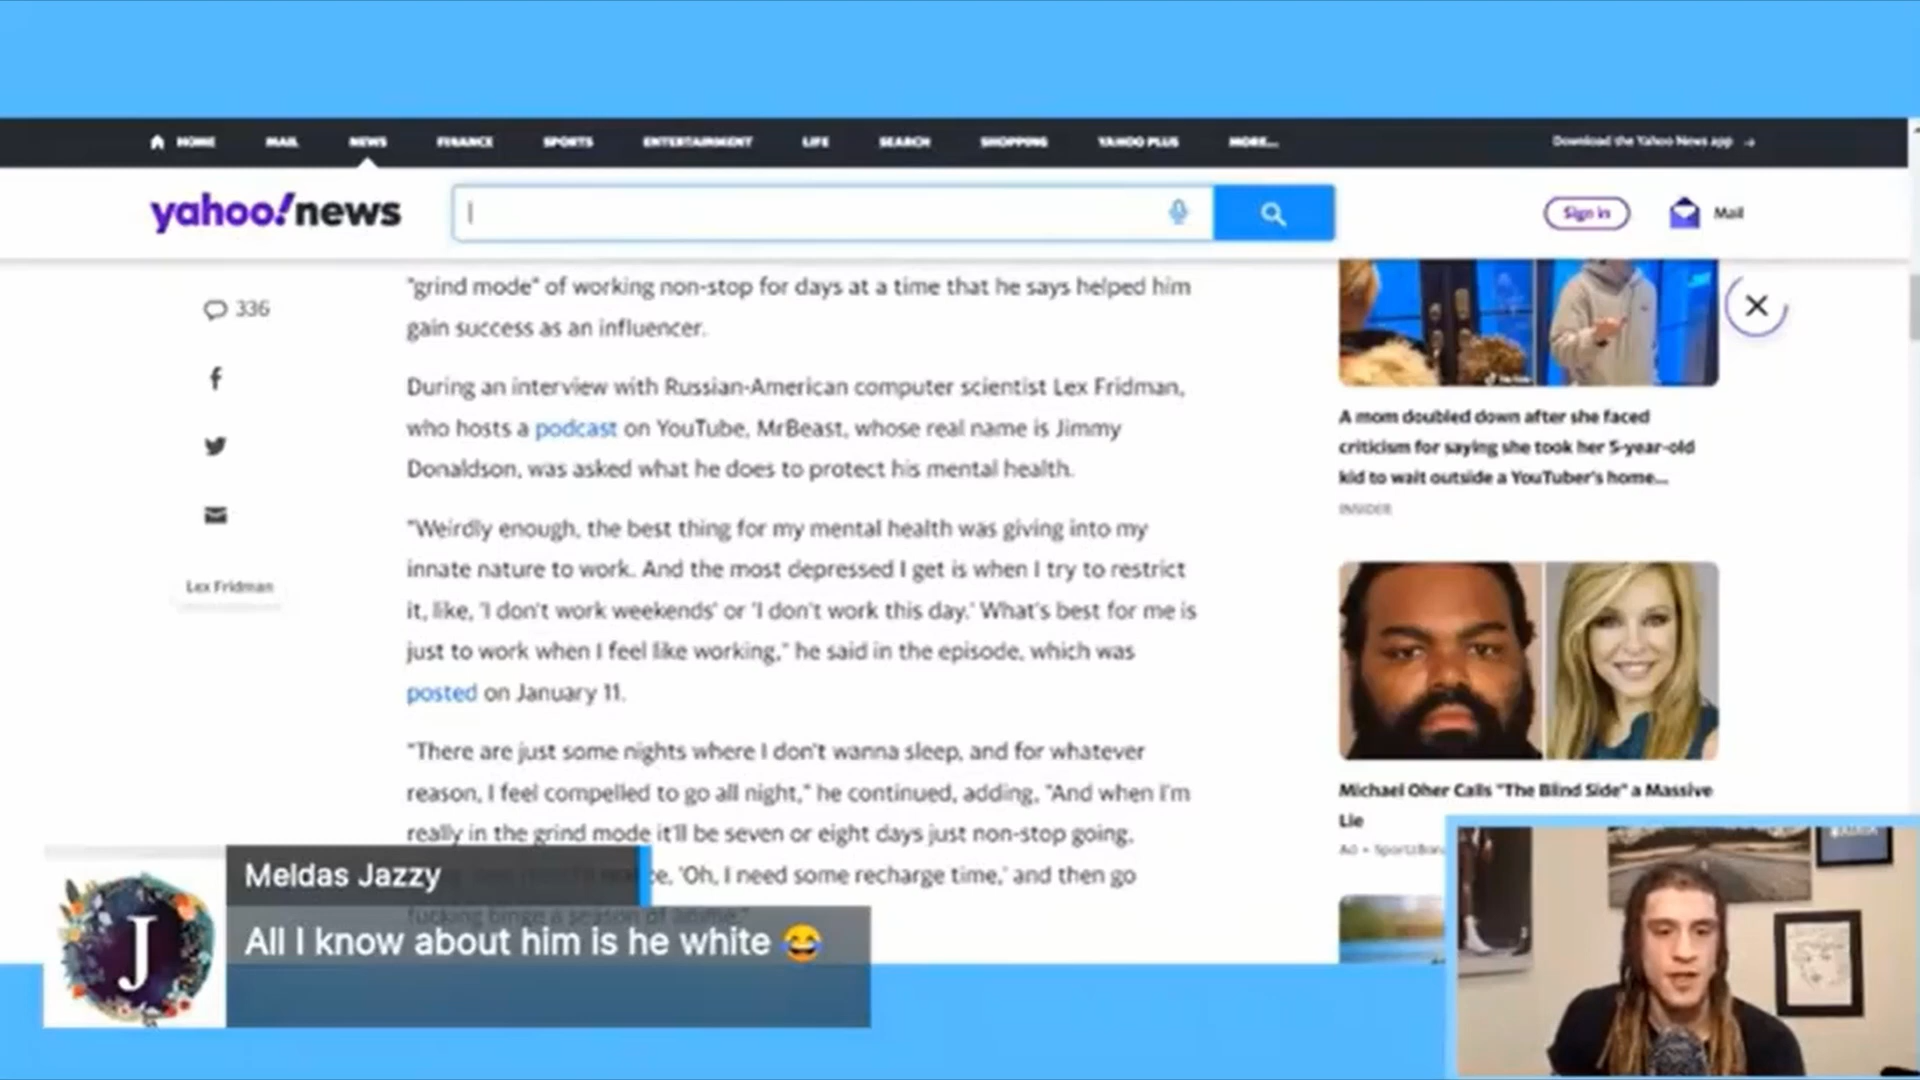 HOME MAIL NEWS FINANCE SPORTS ENTERTAINMENT LIFE SEARCH SHOPPING YAHOO PLUS MORE... Download the Yahoo News app →
yahoo!news
Sign in
Mail
336
Lex Fridman
"grind mode" of working non-stop for days at a time that he says helped him
gain success as an influencer.
During an interview with Russian-American computer scientist Lex Fridman,
who hosts a podcast on YouTube, MrBeast, whose real name is Jimmy
Donaldson, was asked what he does to protect his mental health.
"Weirdly enough, the best thing for my mental health was giving into my
innate nature to work. And the most depressed I get is when I try to restrict
it, like, 'I don't work weekends' or 'I don't work this day.' What's best for me is
just to work when I feel like working," he said in the episode, which was
posted on January 11.
"There are just some nights where I don't wanna sleep, and for whatever
reason, I feel compelled to go all night," he continued, adding, "And when I'm
really in the grind mode it'll be seven or eight days just non-stop going,
'Oh, I need some recharge time,' and then go
fucking binge a season of anime."
A mom doubled down after she faced
criticism for saying she took her 5-year-old
kid to wait outside a YouTuber's home...
INSIDER
Michael Oher Calls "The Blind Side" a Massive
Lie
Ad •
J
Meldas Jazzy
All I know about him is he white 😂